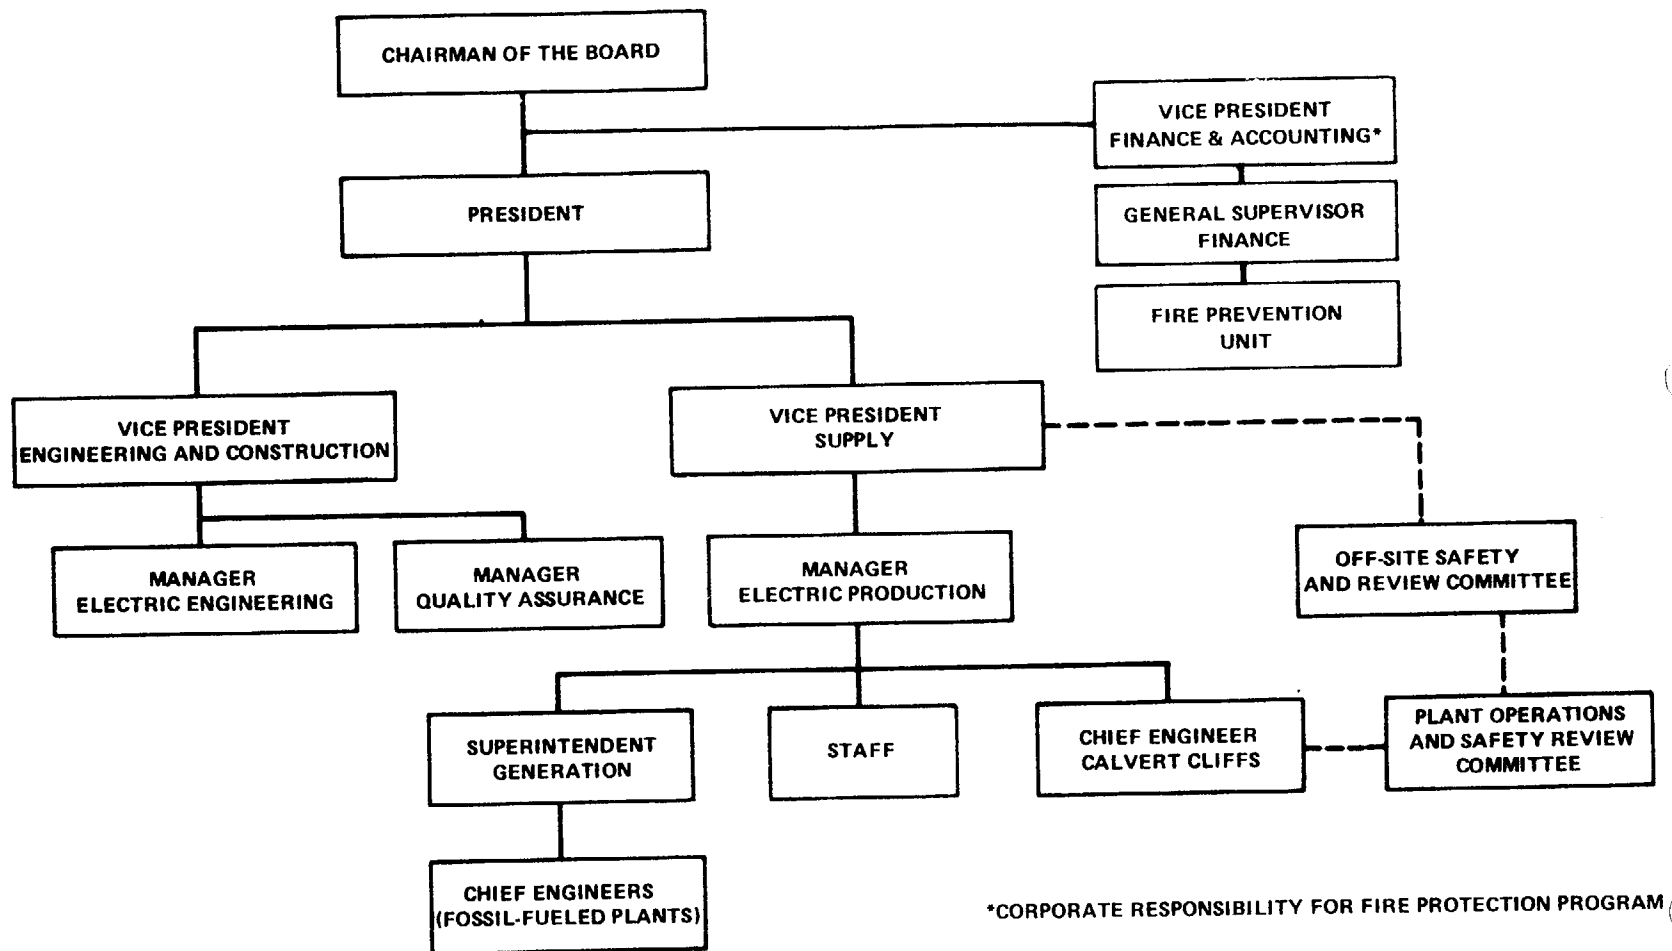 CHAIRMAN OF THE BOARD
VICE PRESIDENT
FINANCE & ACCOUNTING*
PRESIDENT
GENERAL SUPERVISOR
FINANCE
FIRE PREVENTION
UNIT
VICE PRESIDENT
ENGINEERING AND CONSTRUCTION
VICE PRESIDENT
SUPPLY
MANAGER
ELECTRIC ENGINEERING
MANAGER
QUALITY ASSURANCE
MANAGER
ELECTRIC PRODUCTION
OFF-SITE SAFETY
AND REVIEW COMMITTEE
SUPERINTENDENT
GENERATION
STAFF
CHIEF ENGINEER
CALVERT CLIFFS
PLANT OPERATIONS
AND SAFETY REVIEW
COMMITTEE
CHIEF ENGINEERS
(FOSSIL-FUELED PLANTS)
*CORPORATE RESPONSIBILITY FOR FIRE PROTECTION PROGRAM